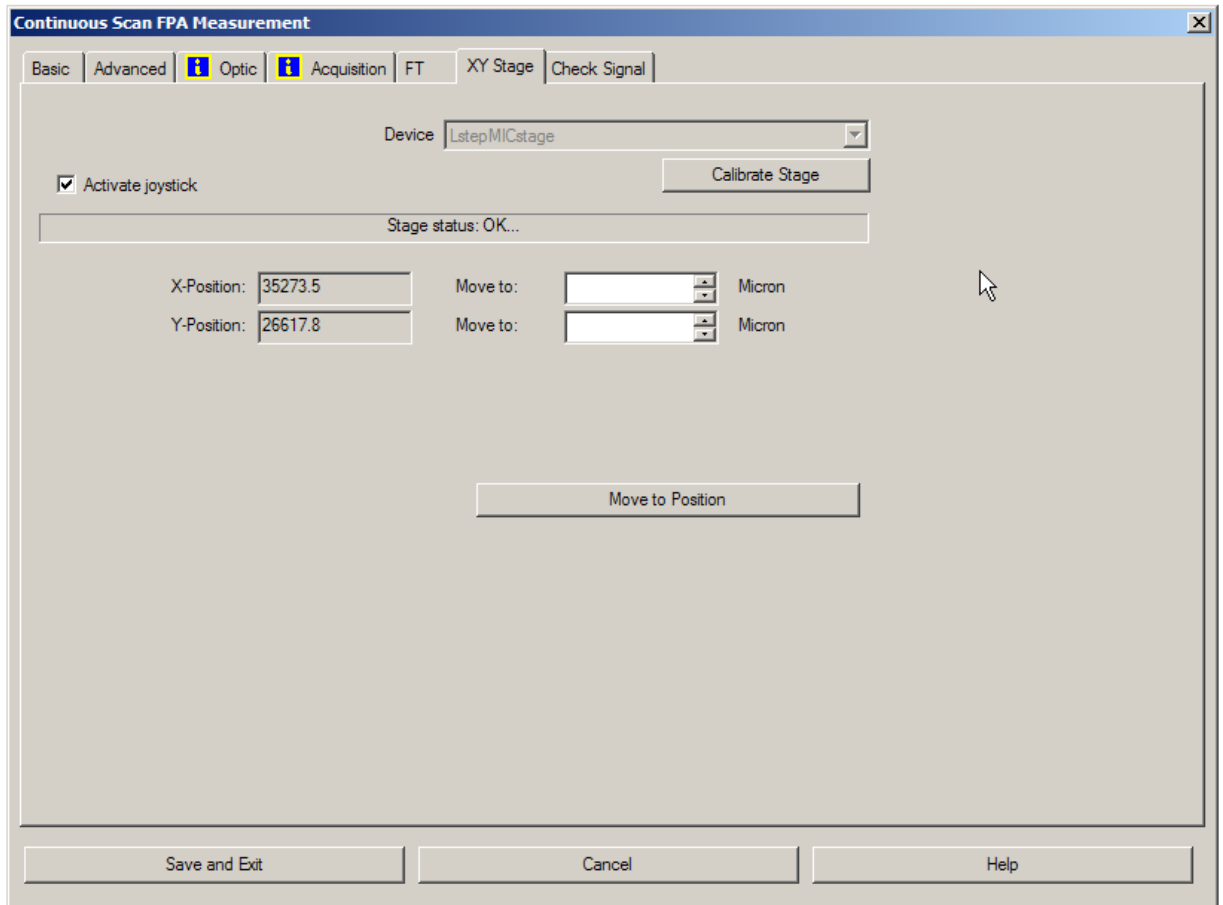 Continuous Scan FPA Measurement
Basic Advanced i Optic i Acquisition FT XY Stage Check Signal
Device LstepMICstage
Activate joystick Calibrate Stage
Stage status: OK...
X-Position: 35273.5 Move to: Micron
Y-Position: 26617.8 Move to: Micron
Move to Position
Save and Exit Cancel Help